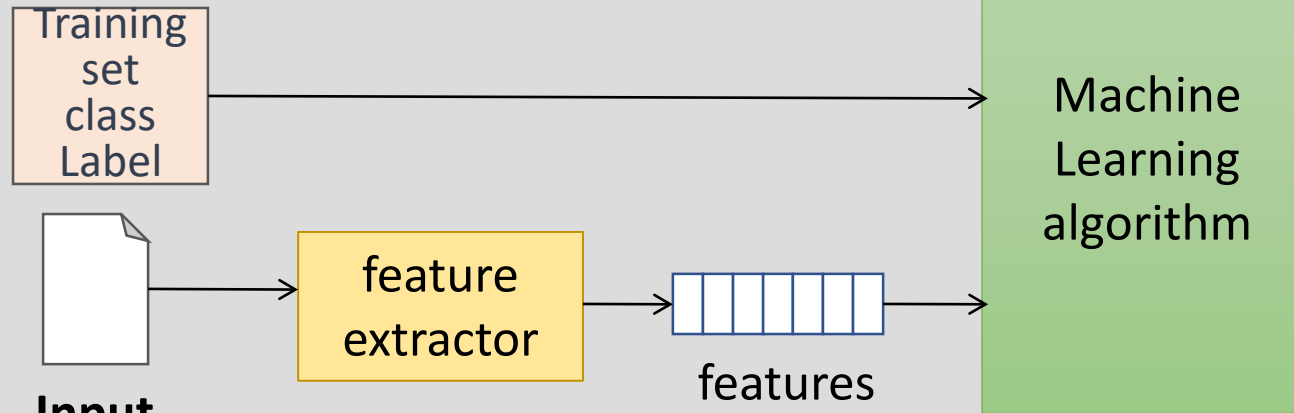 Training
set
class
Label
Machine
Learning
algorithm
feature
extractor
features
Input